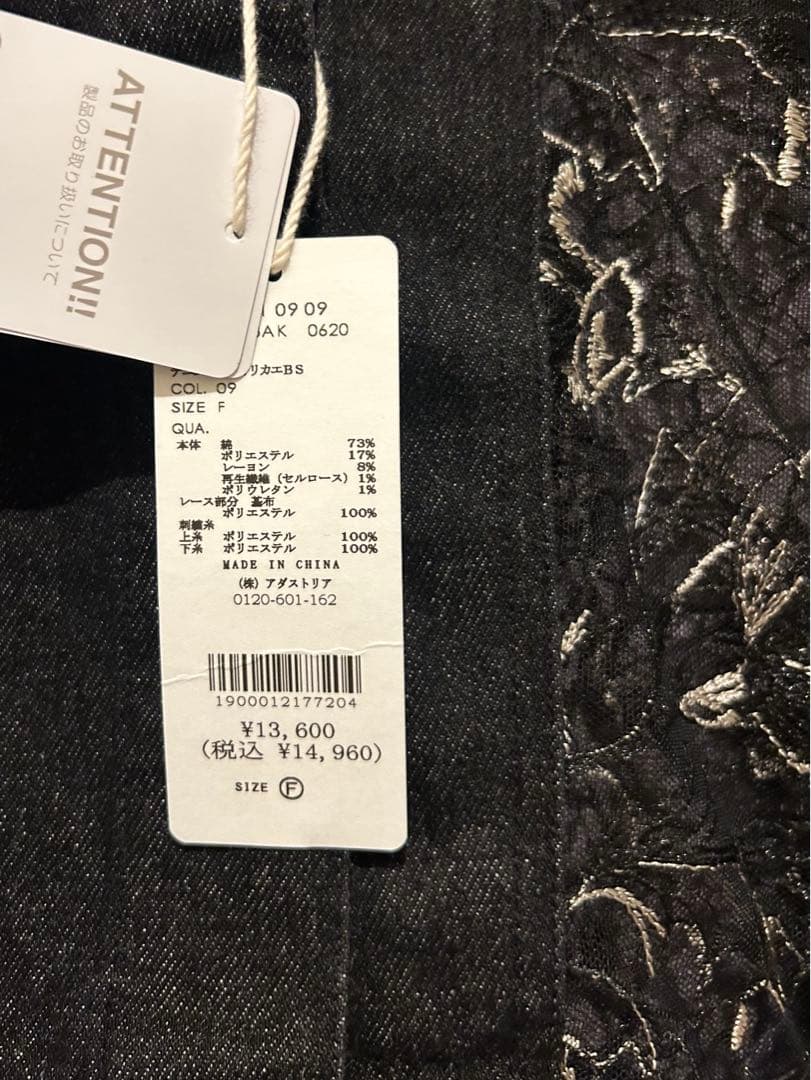 ATTENTION!!
製品のお取り扱いについて
09 09
AK 0620
リカエBS
COL. 09
SIZE F
QUA.
本体 綿 73%
ポリエステル 17%
レーヨン 8%
再生繊維(セルロース) 1%
ポリウレタン 1%
レース部分 基布
ポリエステル 100%
刺繍糸
上糸 ポリエステル 100%
下糸 ポリエステル 100%
MADE IN CHINA
(株)アダストリア
0120-601-162
1900012177204
¥13,600
(税込 ¥14,960)
SIZE F